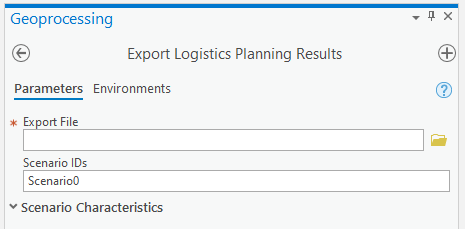 Geoprocessing
Export Logistics Planning Results
Parameters Environments
* Export File
Scenario IDs
Scenario0
Scenario Characteristics